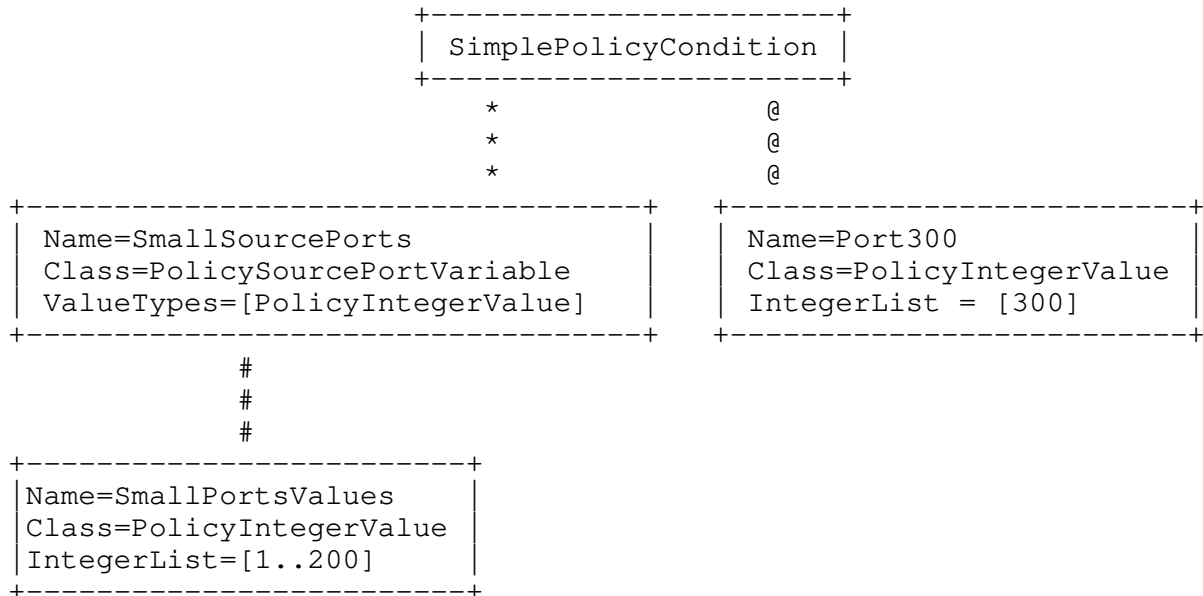 +-----------------------+
| SimplePolicyCondition |
+-----------------------+
* @
* @
* @
+-----------------------------------+ +--------------------------+
| Name=SmallSourcePorts | | Name=Port300 |
| Class=PolicySourcePortVariable | | Class=PolicyIntegerValue |
| ValueTypes=[PolicyIntegerValue] | | IntegerList = [300] |
+-----------------------------------+ +--------------------------+
#
#
#
+-------------------------+
|Name=SmallPortsValues |
|Class=PolicyIntegerValue |
|IntegerList=[1..200] |
+-------------------------+